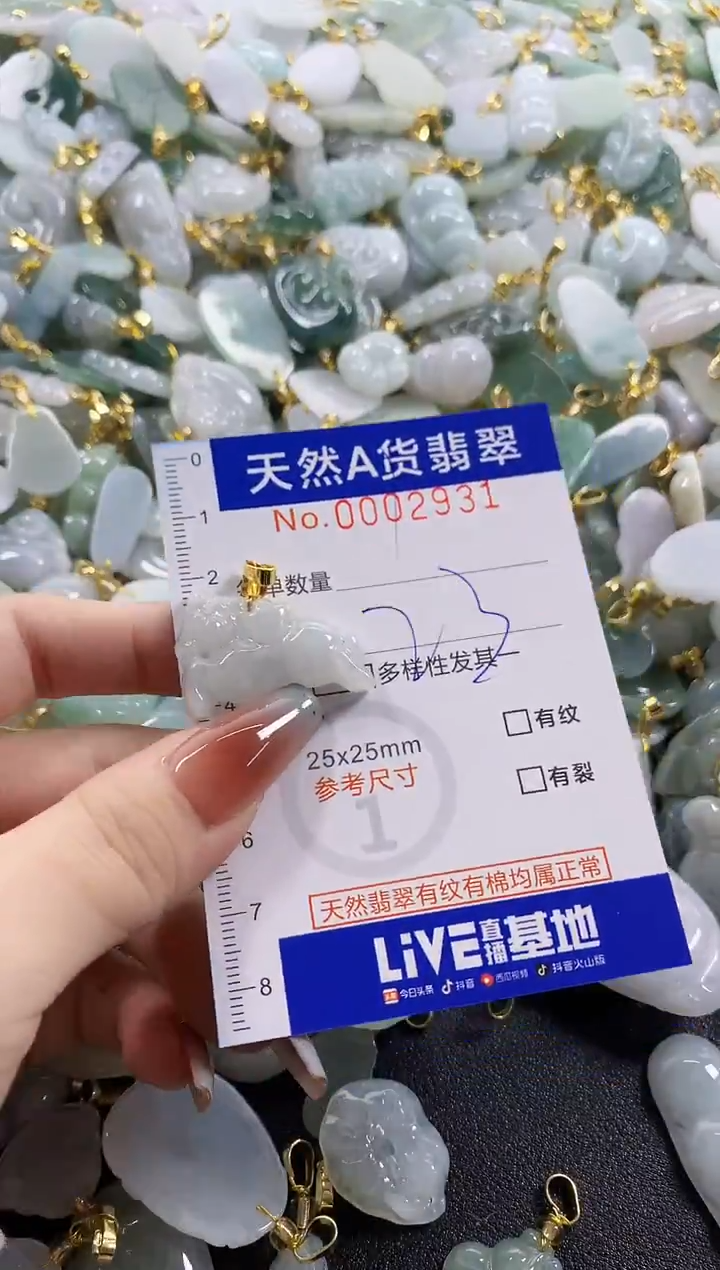 0
天然A货翡翠
No.0002931
1
2
单数量
多样性发其一
4
有纹
25x25mm
参考尺寸
有裂
1
6
天然翡翠有纹有棉均属正常
7
LiVE直播基地
8
今日头条 抖音 西瓜视频 抖音火山版